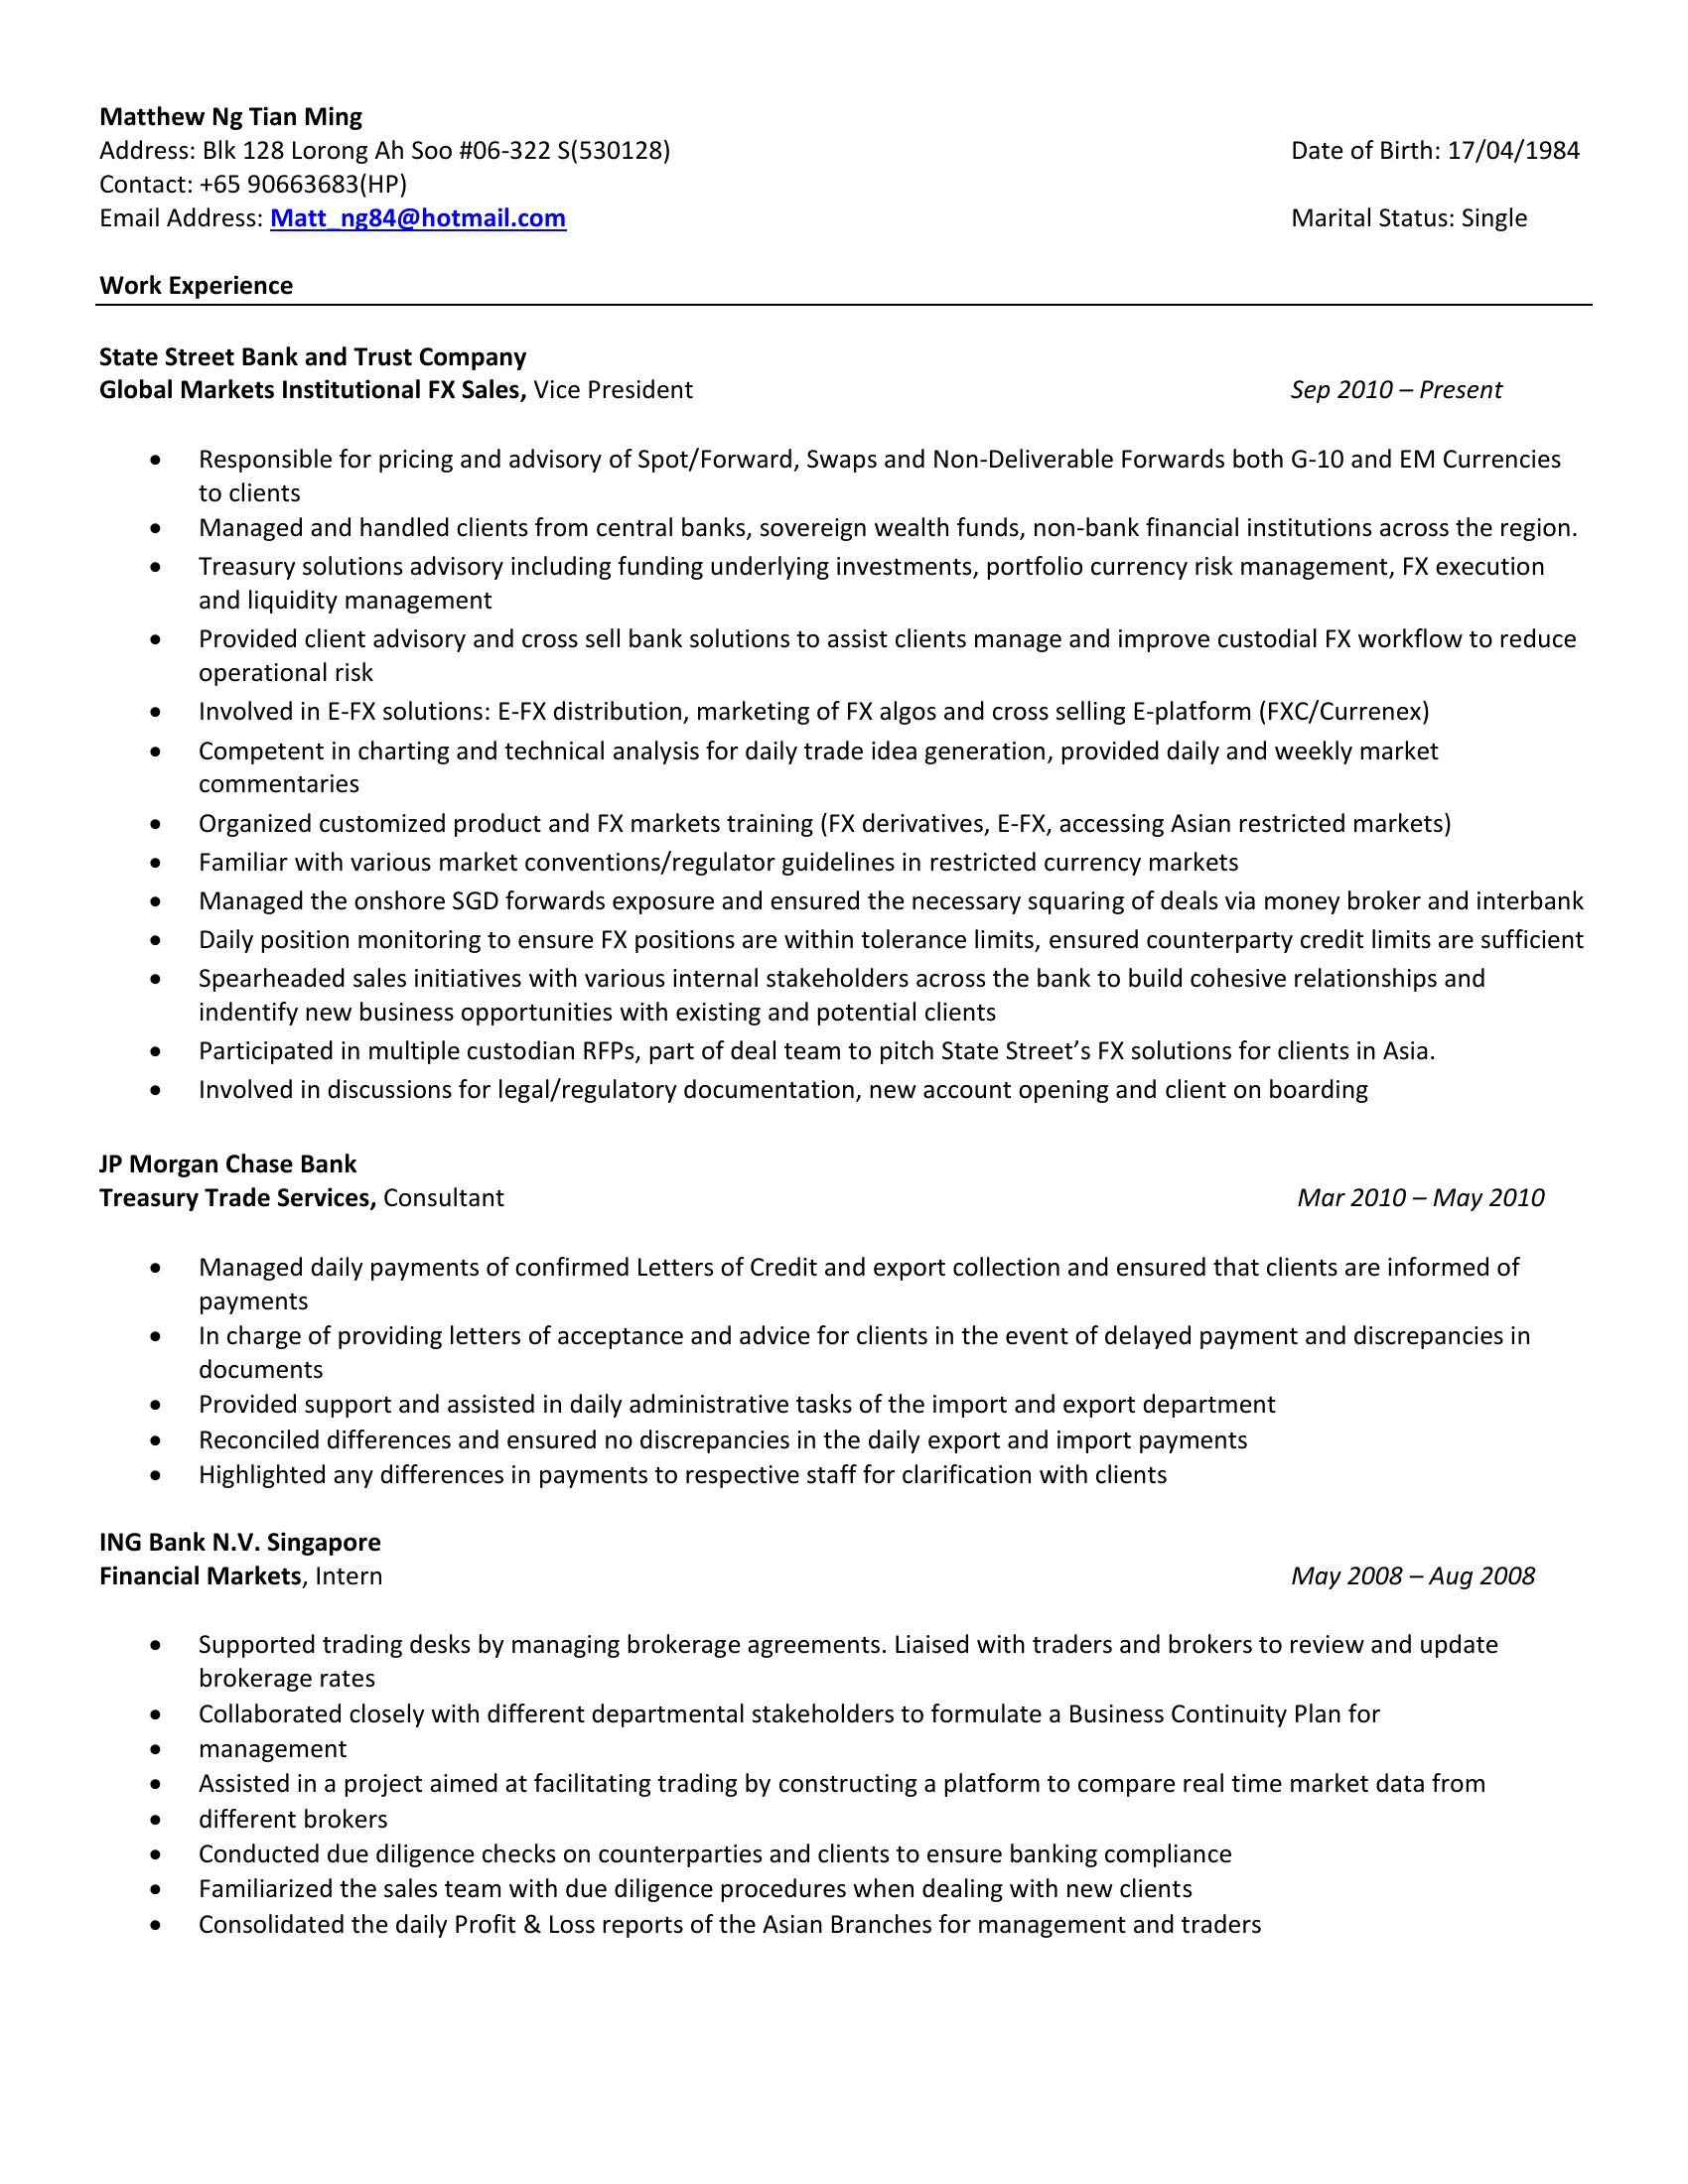 Matthew Ng Tian Ming
Address: Blk 128 Lorong Ah Soo #06-322 S(530128) Date of Birth: 17/04/1984
Contact: +65 90663683(HP)
Email Address: Matt_ng84@hotmail.com Marital Status: Single
Work Experience
State Street Bank and Trust Company
Global Markets Institutional FX Sales, Vice President Sep 2010 – Present
• Responsible for pricing and advisory of Spot/Forward, Swaps and Non-Deliverable Forwards both G-10 and EM Currencies
to clients
• Managed and handled clients from central banks, sovereign wealth funds, non-bank financial institutions across the region.
• Treasury solutions advisory including funding underlying investments, portfolio currency risk management, FX execution
and liquidity management
• Provided client advisory and cross sell bank solutions to assist clients manage and improve custodial FX workflow to reduce
operational risk
• Involved in E-FX solutions: E-FX distribution, marketing of FX algos and cross selling E-platform (FXC/Currenex)
• Competent in charting and technical analysis for daily trade idea generation, provided daily and weekly market
commentaries
• Organized customized product and FX markets training (FX derivatives, E-FX, accessing Asian restricted markets)
• Familiar with various market conventions/regulator guidelines in restricted currency markets
• Managed the onshore SGD forwards exposure and ensured the necessary squaring of deals via money broker and interbank
• Daily position monitoring to ensure FX positions are within tolerance limits, ensured counterparty credit limits are sufficient
• Spearheaded sales initiatives with various internal stakeholders across the bank to build cohesive relationships and
indentify new business opportunities with existing and potential clients
• Participated in multiple custodian RFPs, part of deal team to pitch State Street’s FX solutions for clients in Asia.
• Involved in discussions for legal/regulatory documentation, new account opening and client on boarding
JP Morgan Chase Bank
Treasury Trade Services, Consultant Mar 2010 – May 2010
• Managed daily payments of confirmed Letters of Credit and export collection and ensured that clients are informed of
payments
• In charge of providing letters of acceptance and advice for clients in the event of delayed payment and discrepancies in
documents
• Provided support and assisted in daily administrative tasks of the import and export department
• Reconciled differences and ensured no discrepancies in the daily export and import payments
• Highlighted any differences in payments to respective staff for clarification with clients
ING Bank N.V. Singapore
Financial Markets, Intern May 2008 – Aug 2008
• Supported trading desks by managing brokerage agreements. Liaised with traders and brokers to review and update
brokerage rates
• Collaborated closely with different departmental stakeholders to formulate a Business Continuity Plan for
• management
• Assisted in a project aimed at facilitating trading by constructing a platform to compare real time market data from
• different brokers
• Conducted due diligence checks on counterparties and clients to ensure banking compliance
• Familiarized the sales team with due diligence procedures when dealing with new clients
• Consolidated the daily Profit & Loss reports of the Asian Branches for management and traders